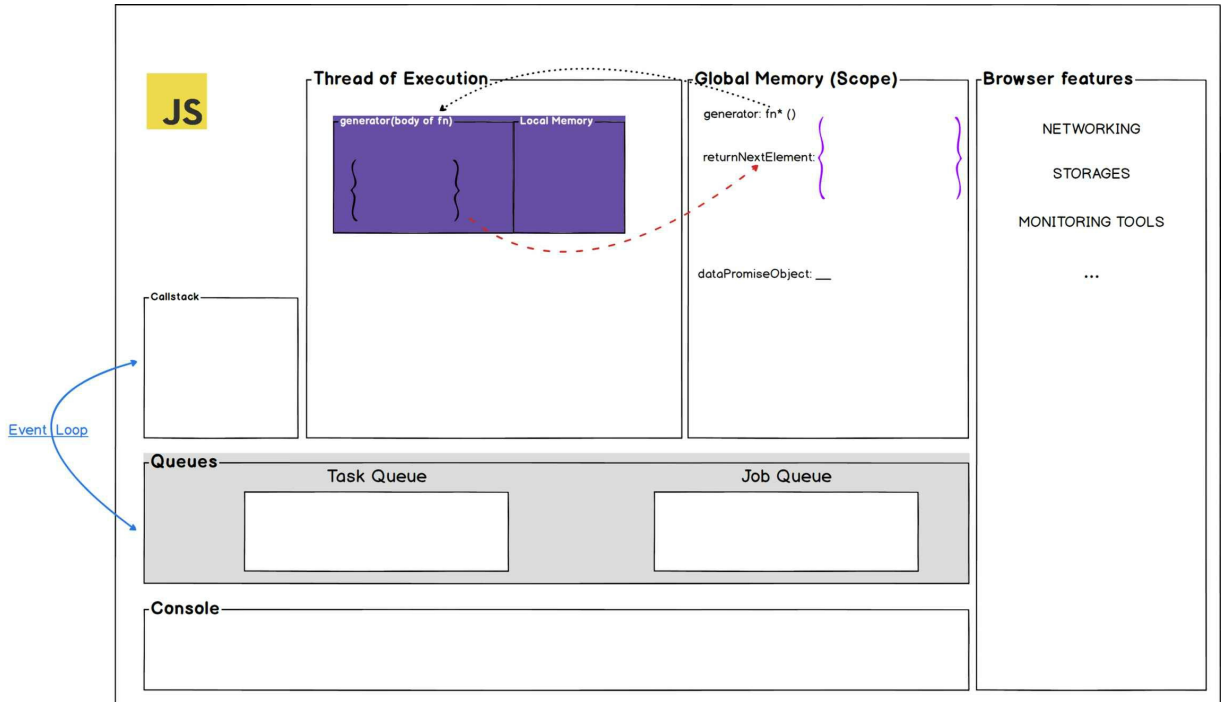 JS
Thread of Execution
generator(body of fn)
Local Memory
Global Memory (Scope)
generator: fn* ()
returnNextElement:
dataPromiseObject: __
Browser features
NETWORKING
STORAGES
MONITORING TOOLS
...
Callstack
Event Loop
Queues
Task Queue
Job Queue
Console